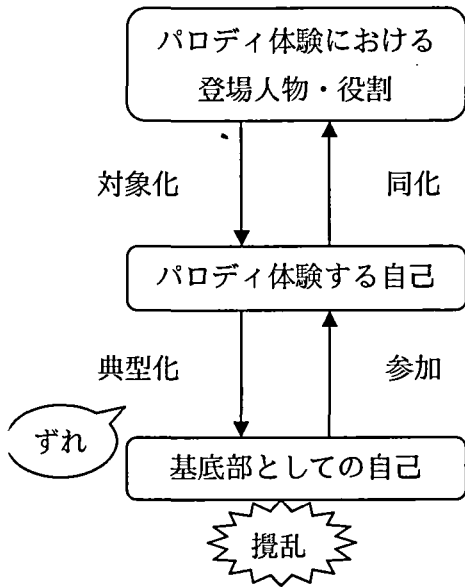 パロディ体験における
登場人物・役割
対象化
同化
パロディ体験する自己
典型化
参加
ずれ
基底部としての自己
攪乱